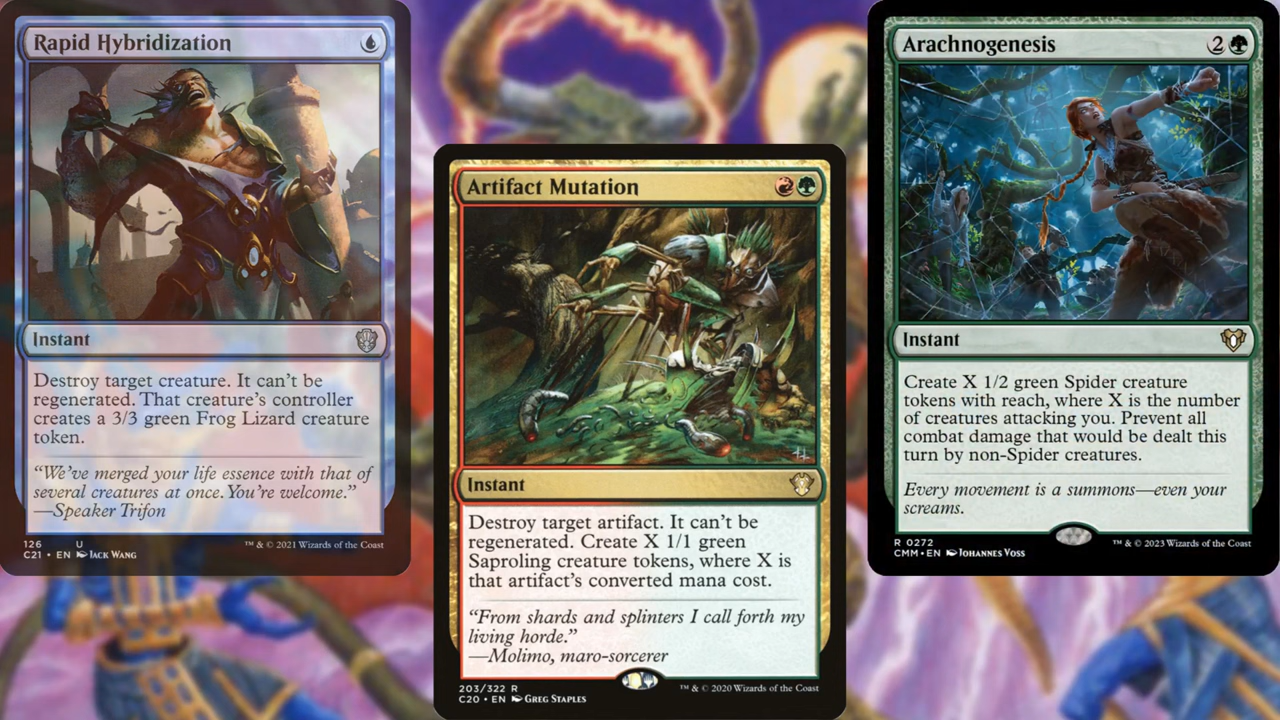 Rapid Hybridization
Instant
Destroy target creature. It can't be
regenerated. That creature's controller
creates a 3/3 green Frog Lizard creature
token.
"We've merged your life essence with that of
several creatures at once. You're welcome."
—Speaker Trifon
126 U
C21 • EN Jack Wang
™ & © 2021 Wizards of the Coast
Artifact Mutation
Instant
Destroy target artifact. It can't be
regenerated. Create X 1/1 green
Saproling creature tokens, where X is
that artifact's converted mana cost.
"From shards and splinters I call forth my
living horde."
—Molimo, maro-sorcerer
203/322 R
C20 • EN Greg Staples
™ & © 2020 Wizards of the Coast
Arachnogenesis
2
Instant
Create X 1/2 green Spider creature
tokens with reach, where X is the number
of creatures attacking you. Prevent all
combat damage that would be dealt this
turn by non-Spider creatures.
Every movement is a summons—even your
screams.
R 0272
CMM • EN Johannes Voss
™ & © 2023 Wizards of the Coast